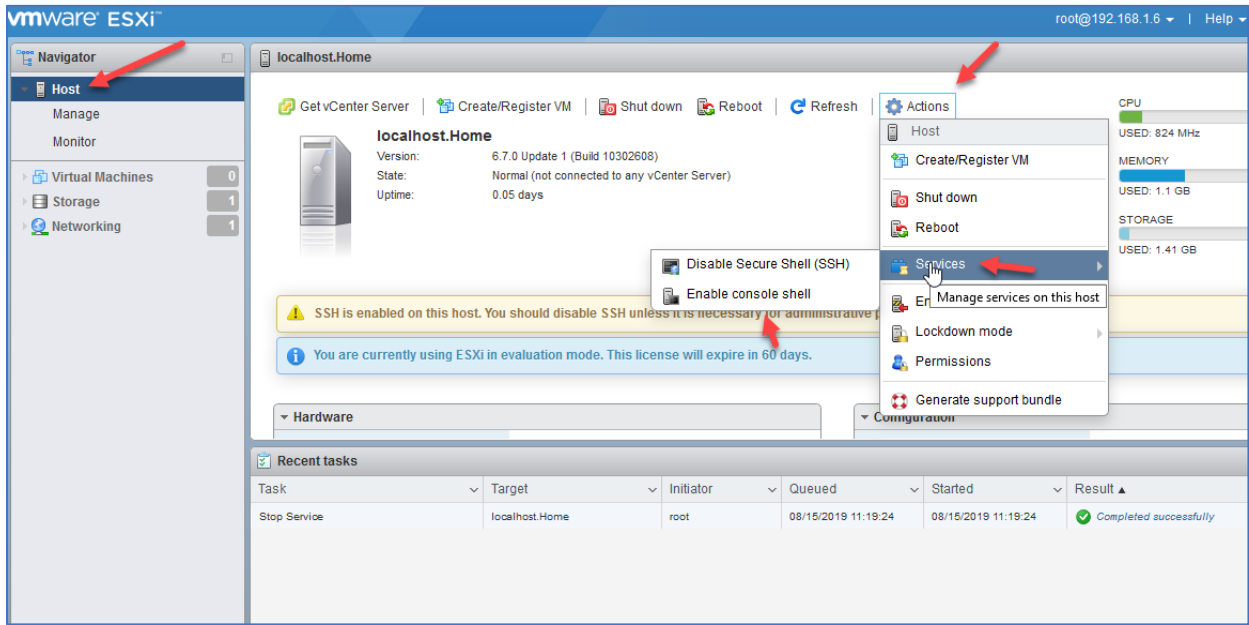 vmware ESXi™
root@192.168.1.6 | Help
Navigator
Host
Manage
Monitor
Virtual Machines 0
Storage 1
Networking 1
localhost.Home
Get vCenter Server | Create/Register VM | Shut down Reboot | Refresh | Actions
localhost.Home
Version: 6.7.0 Update 1 (Build 10302608)
State: Normal (not connected to any vCenter Server)
Uptime: 0.05 days
CPU
USED: 824 MHz
MEMORY
USED: 1.1 GB
STORAGE
USED: 1.41 GB
Host
Create/Register VM
Shut down
Reboot
Services
Manage services on this host
Lockdown mode
Permissions
Generate support bundle
Disable Secure Shell (SSH)
Enable console shell
SSH is enabled on this host. You should disable SSH unless it is necessary for administrative
You are currently using ESXi in evaluation mode. This license will expire in 60 days.
Hardware
Configuration
Recent tasks
Task Target Initiator Queued Started Result
Stop Service localhost.Home root 08/15/2019 11:19:24 08/15/2019 11:19:24 Completed successfully